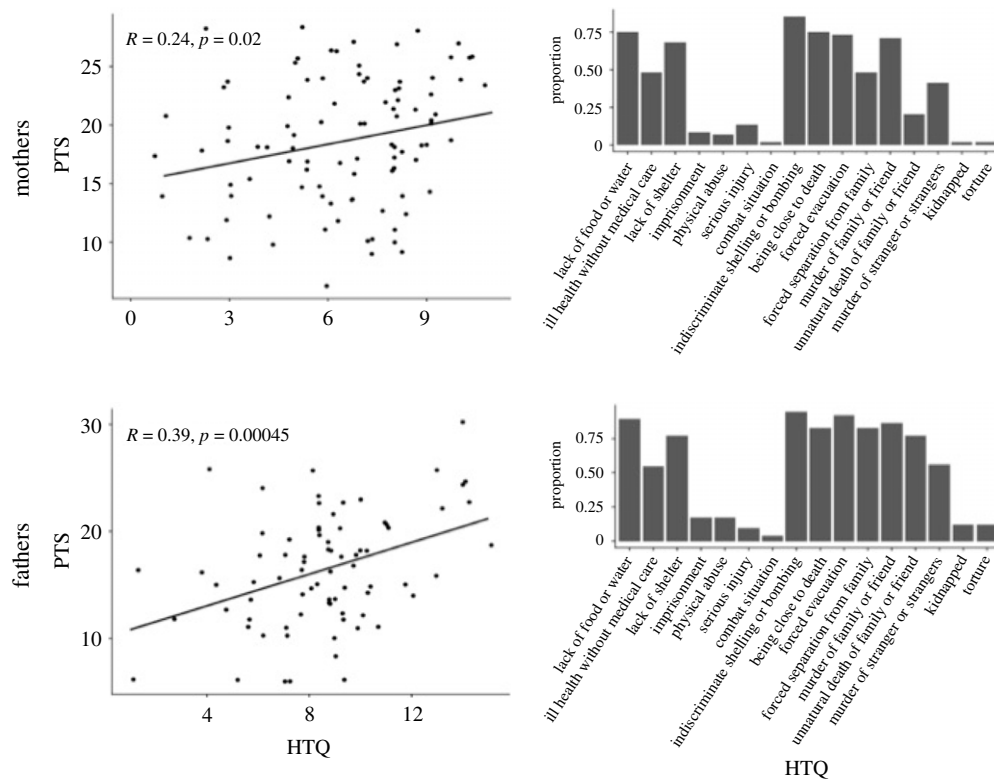 mothers
PTS
R = 0.24, p = 0.02
25
20
15
10
0 3 6 9
proportion
0.75
0.25
0
lack of food or water
ill health without medical care
lack of shelter
imprisonment
physical abuse
serious injury
combat situation
indiscriminate shelling or bombing
being close to death
forced evacuation
forced separation from family
murder of family or friend
unnatural death of family or friend
murder of stranger or strangers
kidnapped
torture
fathers
PTS
R = 0.39, p = 0.00045
30
20
10
4 8 12
HTQ
proportion
0.75
0.50
0.25
0
lack of food or water
ill health without medical care
lack of shelter
imprisonment
physical abuse
serious injury
combat situation
indiscriminate shelling or bombing
being close to death
forced evacuation
forced separation from family
murder of family or friend
unnatural death of family or friend
murder of stranger or strangers
kidnapped
torture
HTQ